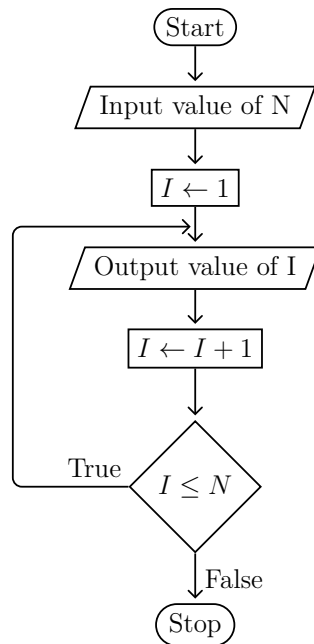 Start
Input value of N
I ← 1
Output value of I
I ← I + 1
True
I ≤ N
False
Stop